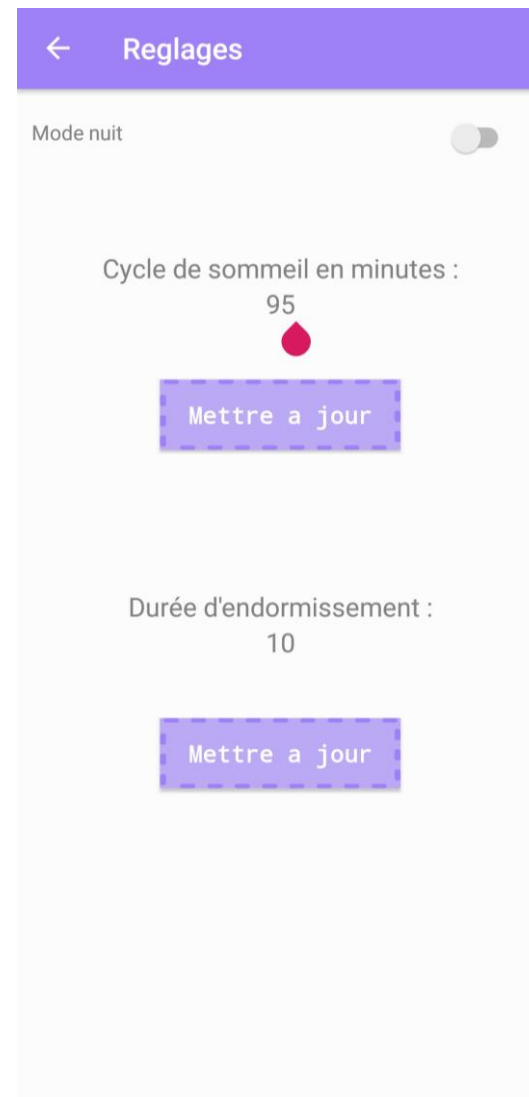 Reglages
Mode nuit
Cycle de sommeil en minutes :
95
Mettre a jour
Durée d'endormissement :
10
Mettre a jour